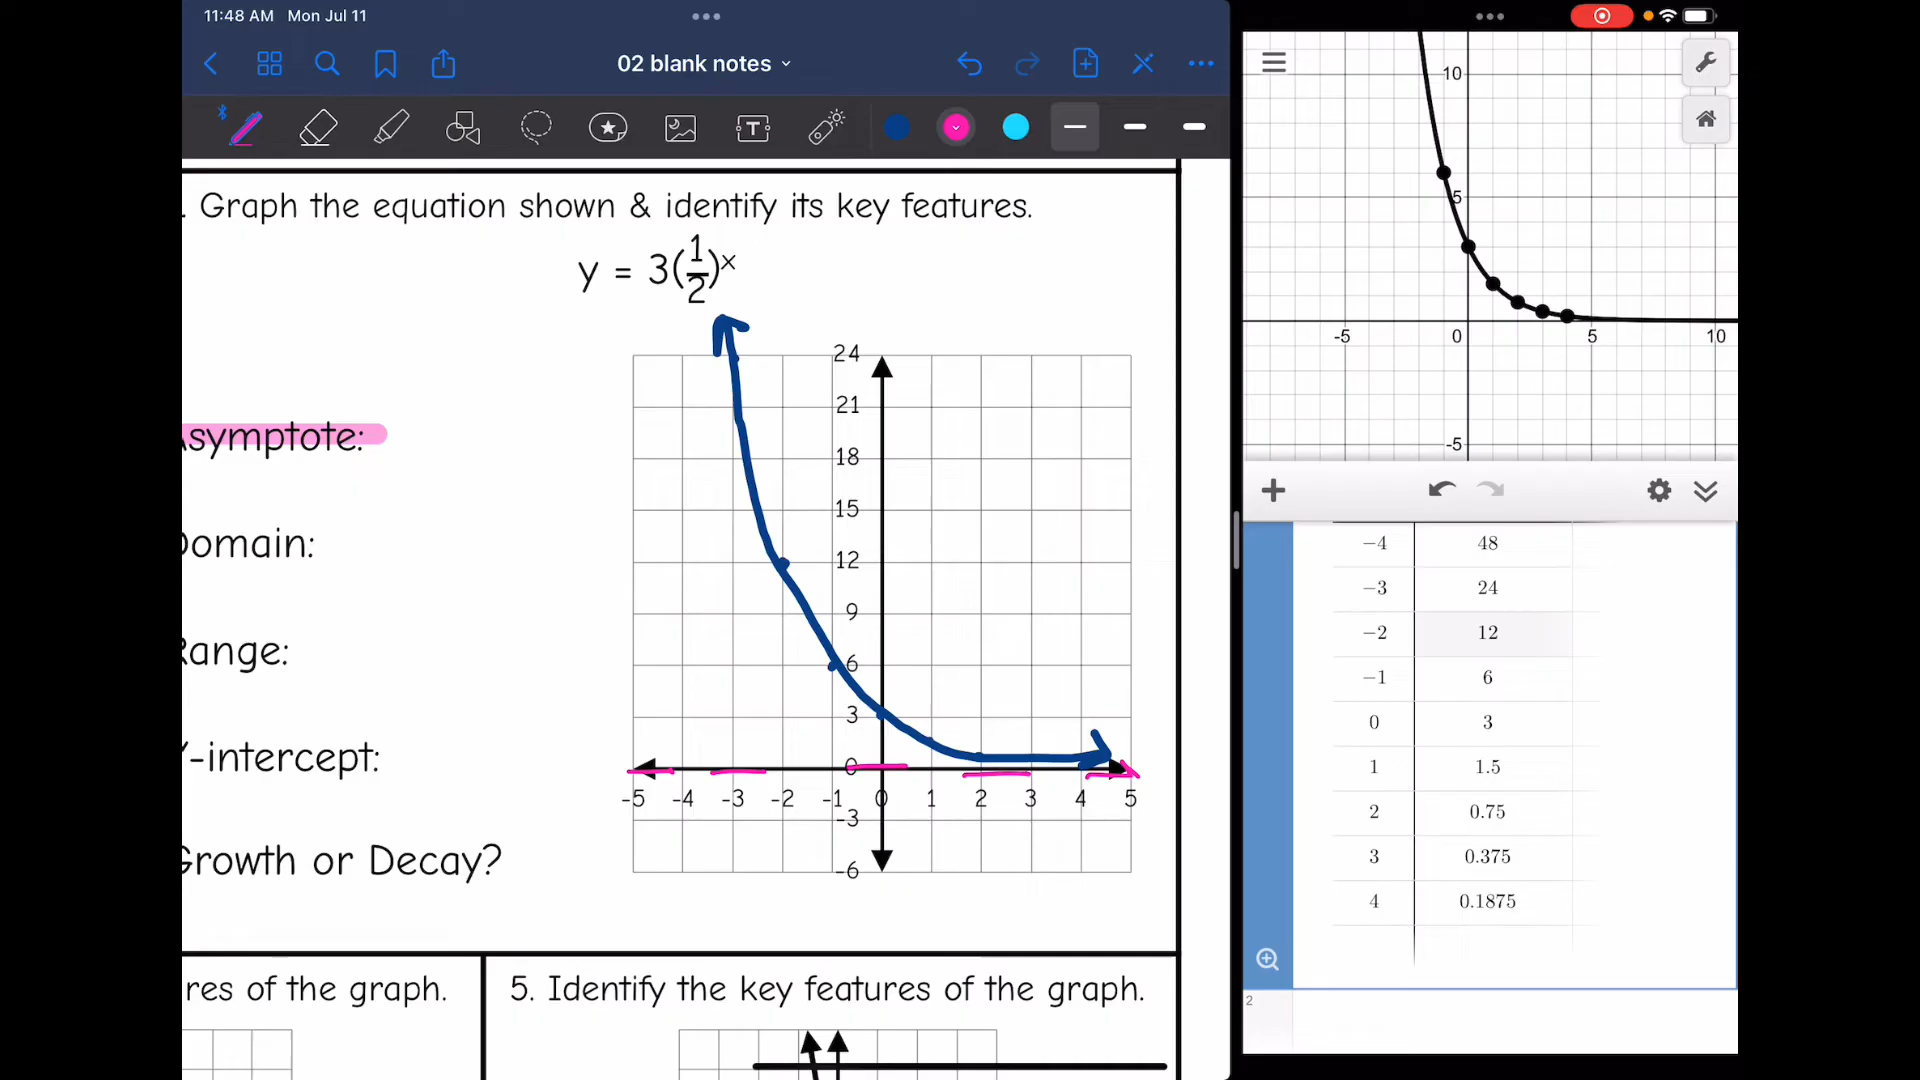 11:48 AM Mon Jul 11
02 blank notes
Graph the equation shown & identify its key features.
y = 3(1/2)^x
Asymptote:
Domain:
Range:
Y-intercept:
Growth or Decay?
24
21
18
15
12
9
6
3
0
-5 -4 -3 -2 -1 0 1 2 3 4 5
-3
-6
res of the graph.
5. Identify the key features of the graph.
10
5
-5 0 5 10
-5
−4 48
−3 24
−2 12
−1 6
0 3
1 1.5
2 0.75
3 0.375
4 0.1875
2